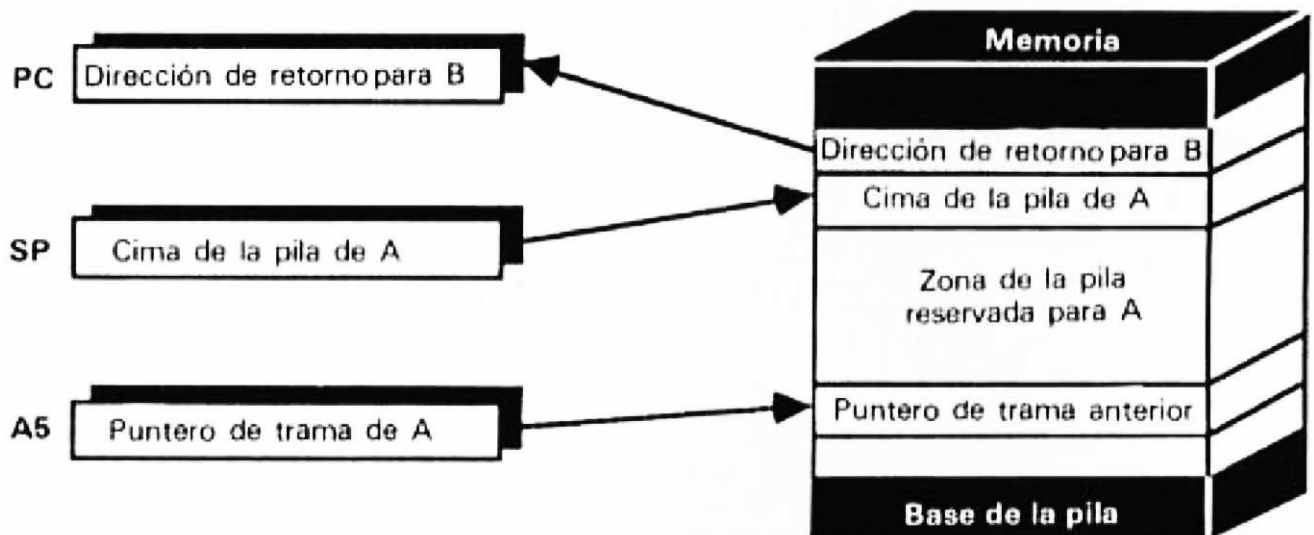 Memoria
PC
Dirección de retorno para B
Dirección de retorno para B
Cima de la pila de A
SP
Cima de la pila de A
Zona de la pila
reservada para A
A5
Puntero de trama de A
Puntero de trama anterior
Base de la pila